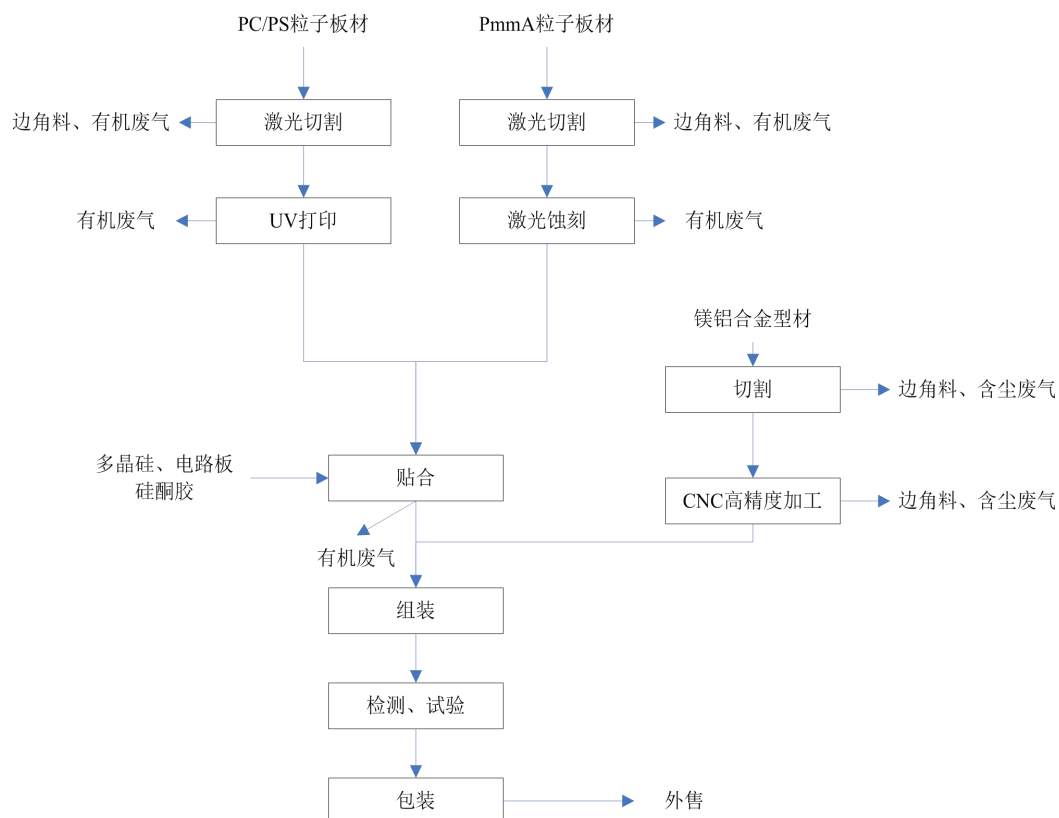 PC/PS粒子板材
PmmA粒子板材
边角料、有机废气
激光切割
激光切割
边角料、有机废气
有机废气
UV打印
激光蚀刻
有机废气
镁铝合金型材
切割
边角料、含尘废气
多晶硅、电路板
硅酮胶
贴合
CNC高精度加工
边角料、含尘废气
有机废气
组装
检测、试验
包装
外售